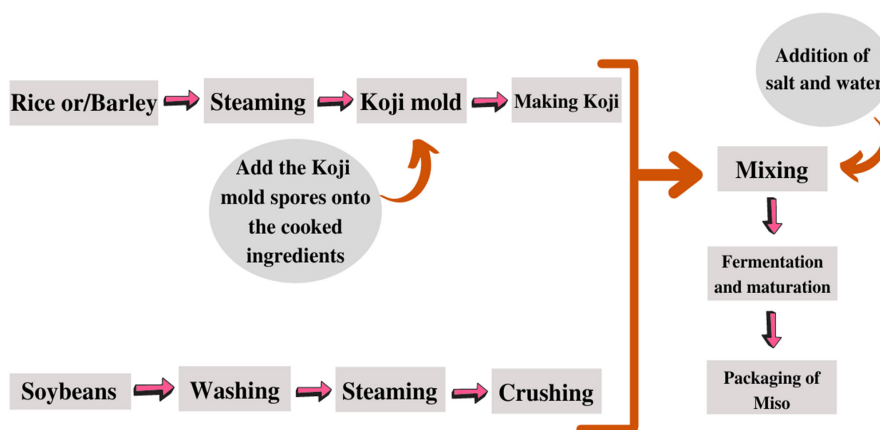 Rice or/Barley
Steaming
Koji mold
Making Koji
Add the Koji
mold spores onto
the cooked
ingredients
Soybeans
Washing
Steaming
Crushing
Addition of
salt and water
Mixing
Fermentation
and maturation
Packaging of
Miso